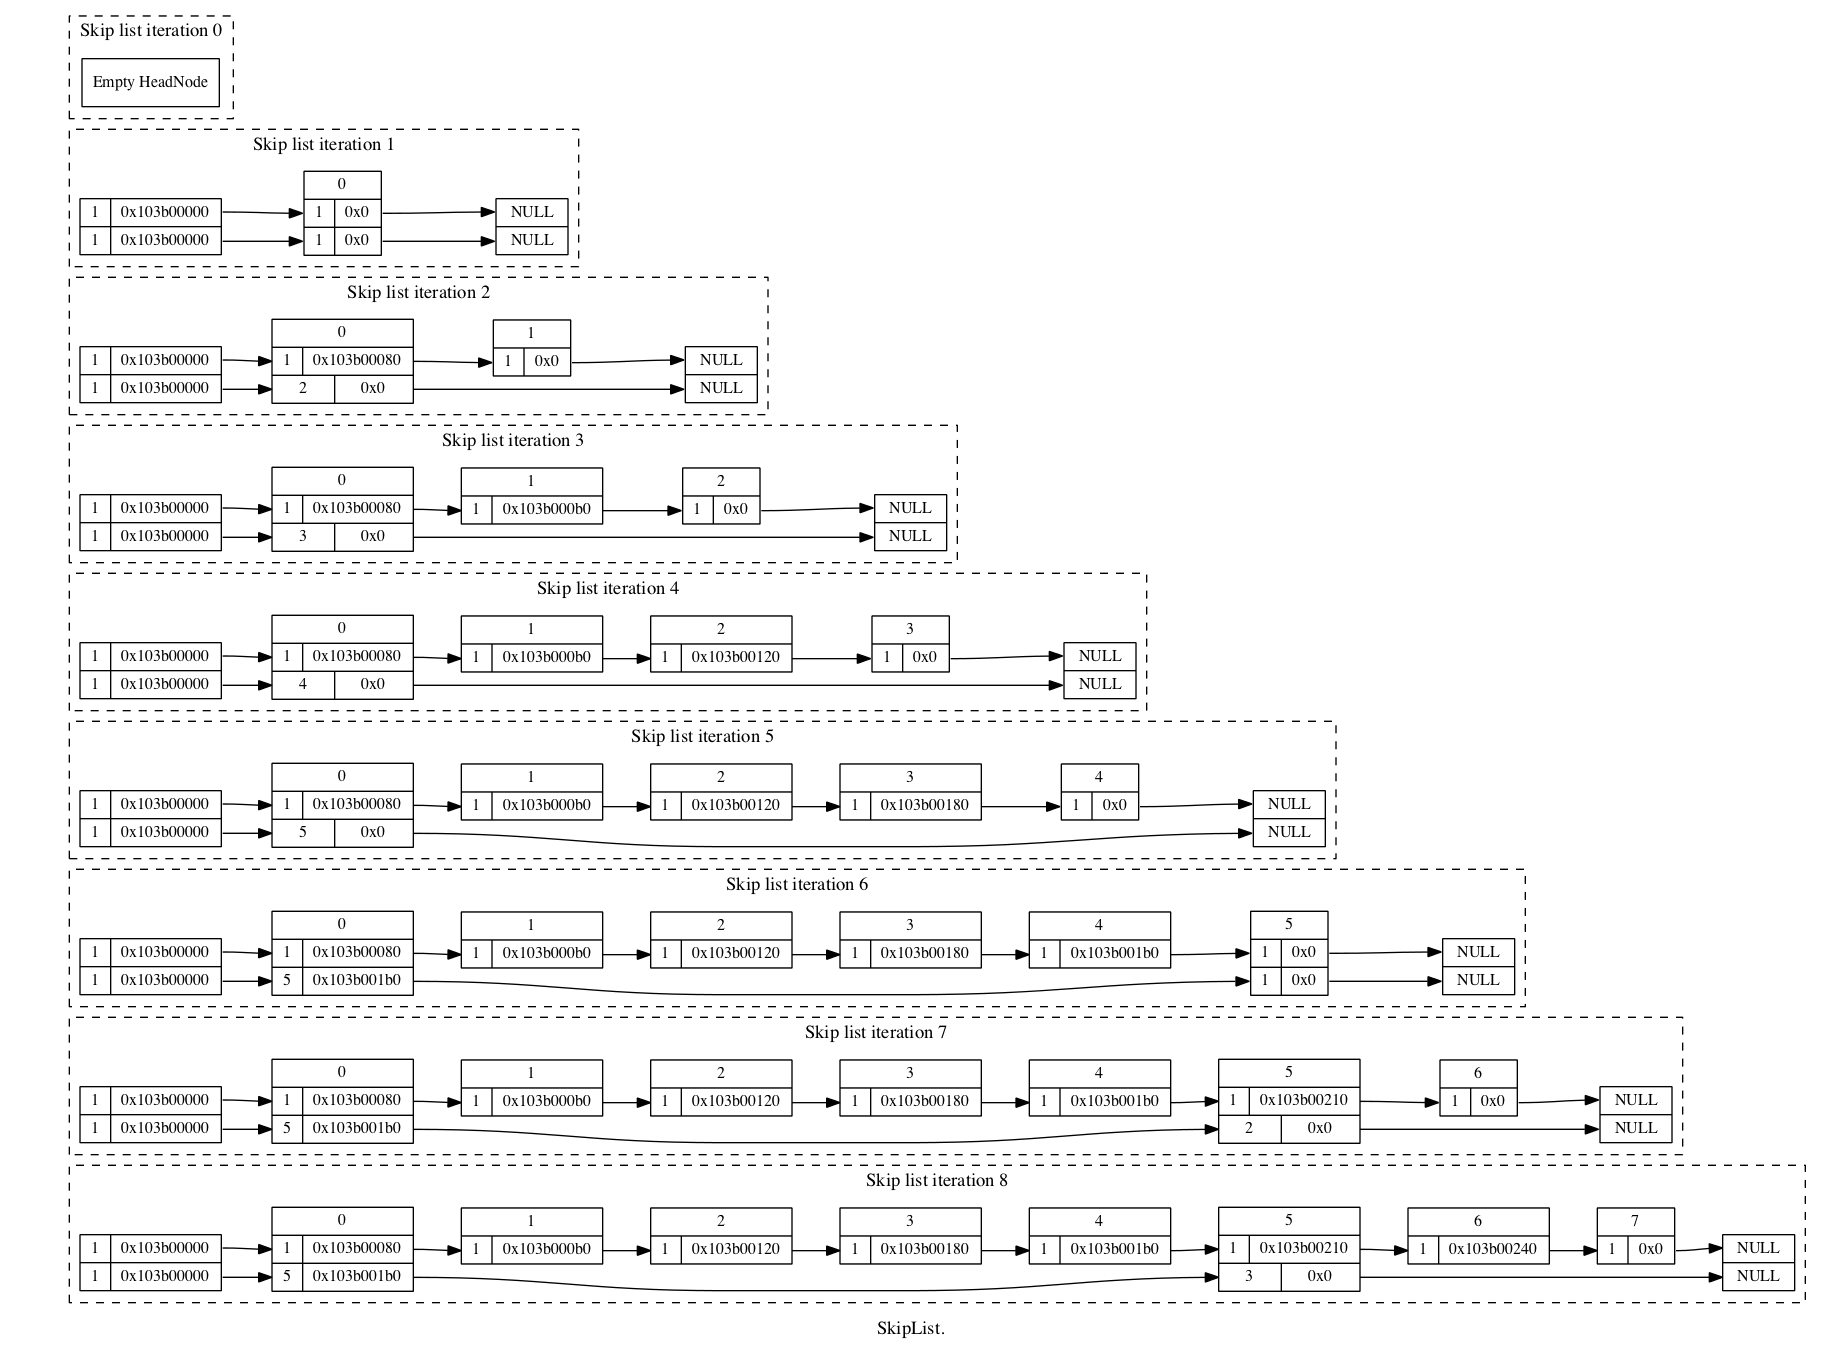 Skip list iteration 0
Empty HeadNode
Skip list iteration 1
0
1 0x103b00000 1 0x0 NULL
1 0x103b00000 1 0x0 NULL
Skip list iteration 2
0 1
1 0x103b00000 1 0x103b00080 1 0x0 NULL
1 0x103b00000 2 0x0 NULL
Skip list iteration 3
0 1 2
1 0x103b00000 1 0x103b00080 1 0x103b000b0 1 0x0 NULL
1 0x103b00000 3 0x0 NULL
Skip list iteration 4
0 1 2 3
1 0x103b00000 1 0x103b00080 1 0x103b000b0 1 0x103b00120 1 0x0 NULL
1 0x103b00000 4 0x0 NULL
Skip list iteration 5
0 1 2 3 4
1 0x103b00000 1 0x103b00080 1 0x103b000b0 1 0x103b00120 1 0x103b00180 1 0x0 NULL
1 0x103b00000 5 0x0 NULL
Skip list iteration 6
0 1 2 3 4 5
1 0x103b00000 1 0x103b00080 1 0x103b000b0 1 0x103b00120 1 0x103b00180 1 0x103b001b0 1 0x0 NULL
1 0x103b00000 5 0x103b001b0 1 0x0 NULL
Skip list iteration 7
0 1 2 3 4 5 6
1 0x103b00000 1 0x103b00080 1 0x103b000b0 1 0x103b00120 1 0x103b00180 1 0x103b001b0 1 0x103b00210 1 0x0 NULL
1 0x103b00000 5 0x103b001b0 2 0x0 NULL
Skip list iteration 8
0 1 2 3 4 5 6 7
1 0x103b00000 1 0x103b00080 1 0x103b000b0 1 0x103b00120 1 0x103b00180 1 0x103b001b0 1 0x103b00210 1 0x103b00240 1 0x0 NULL
1 0x103b00000 5 0x103b001b0 3 0x0 NULL
SkipList.